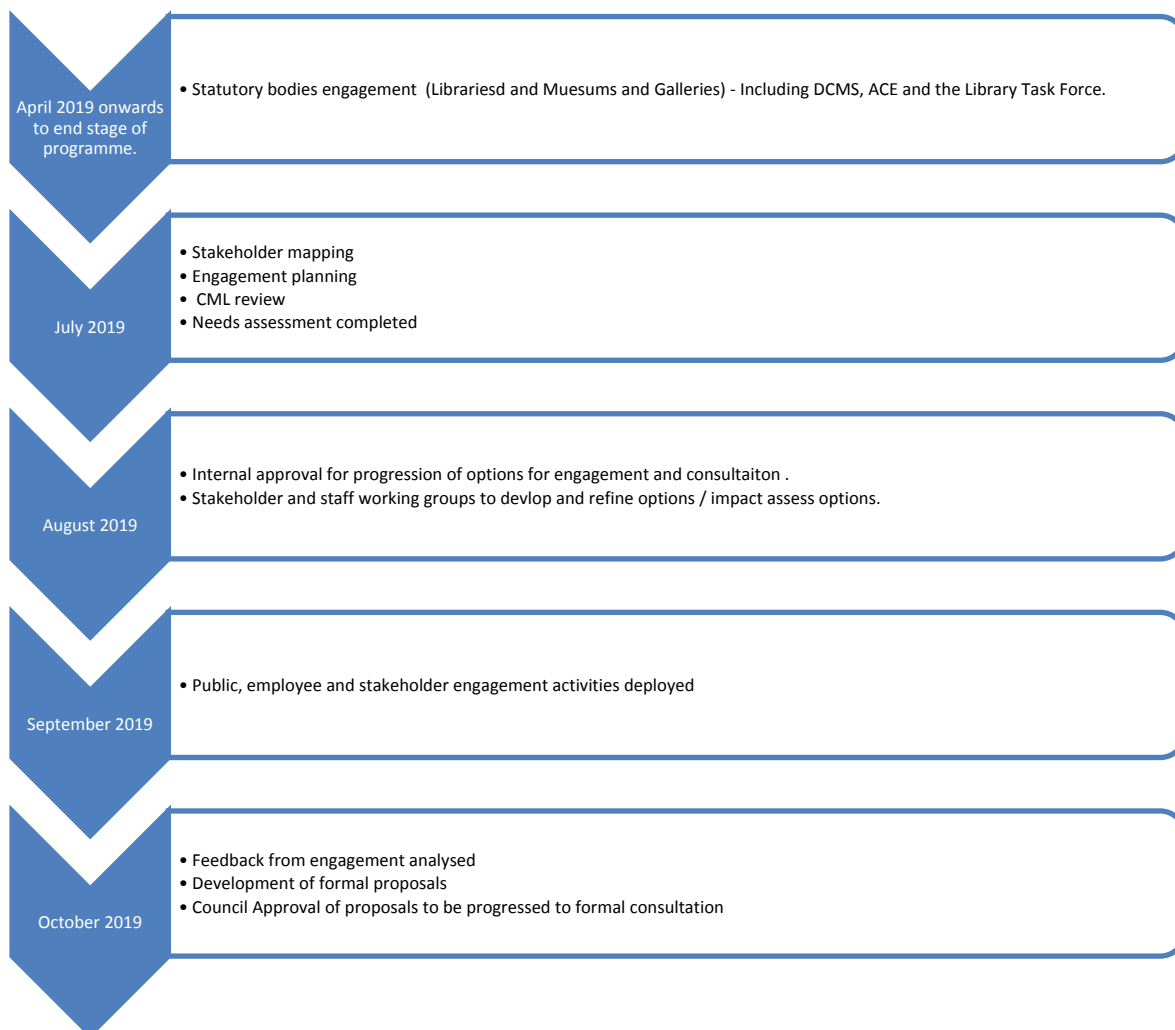 April 2019 onwards
to end stage of
programme.
• Statutory bodies engagement (Librariesd and Muesums and Galleries) - Including DCMS, ACE and the Library Task Force.
July 2019
• Stakeholder mapping
• Engagement planning
• CML review
• Needs assessment completed
August 2019
• Internal approval for progression of options for engagement and consultaiton .
• Stakeholder and staff working groups to devlop and refine options / impact assess options.
September 2019
• Public, employee and stakeholder engagement activities deployed
October 2019
• Feedback from engagement analysed
• Development of formal proposals
• Council Approval of proposals to be progressed to formal consultation